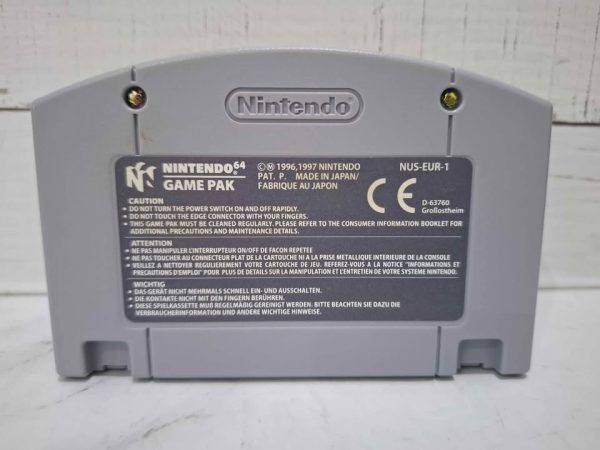 Nintendo®
NINTENDO 64
GAME PAK
©Ⓜ 1996,1997 NINTENDO
PAT. P. MADE IN JAPAN/
FABRIQUE AU JAPON
NUS-EUR-1
CE
D-63760
Großostheim
CAUTION
• DO NOT TURN THE POWER SWITCH ON AND OFF RAPIDLY.
• DO NOT TOUCH THE EDGE CONNECTOR WITH YOUR FINGERS.
• THIS GAME PAK MUST BE CLEANED REGULARLY. PLEASE REFER TO THE CONSUMER INFORMATION BOOKLET FOR
ADDITIONAL PRECAUTIONS AND MAINTENANCE DETAILS.
ATTENTION
• NE PAS MANIPULER L'INTERRUPTEUR ON/OFF DE FACON REPETEE
• NE PAS TOUCHER AU CONNECTEUR PLAT DE LA CARTOUCHE NI A LA PRISE METALLIQUE INTERIEURE DE LA CONSOLE
• VEILLEZ A NETTOYER REGULIEREMENT VOTRE CARTOUCHE DE JEU. REFEREZ-VOUS A LA NOTICE "INFORMATIONS ET
PRECAUTIONS D'EMPLOI" POUR PLUS DE DETAILS SUR LA MANIPULATION ET L'ENTRETIEN DE VOTRE SYSTEME NINTENDO.
WICHTIG
• DAS GERÄT NICHT MEHRMALS SCHNELL EIN- UND AUSSCHALTEN.
• DIE KONTAKTE NICHT MIT DEN FINGERN BERÜHREN.
• DIESE SPIELKASSETTE MUß REGELMÄßIG GEREINIGT WERDEN. BITTE BEACHTEN SIE DAZU DIE
VERBRAUCHERINFORMATION UND ANDERE WICHTIGE HINWEISE.